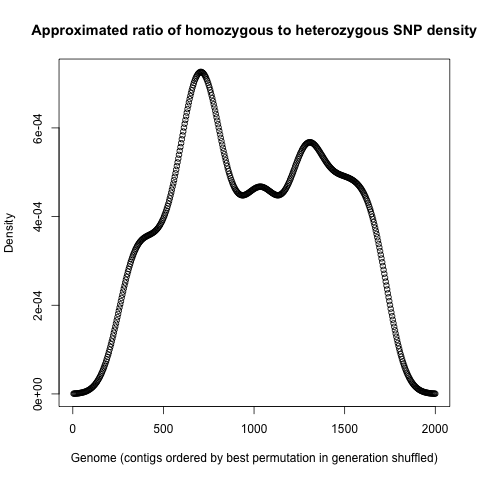 Approximated ratio of homozygous to heterozygous SNP density
Density
6e-04
4e-04
2e-04
0e+00
0 500 1000 1500 2000
Genome (contigs ordered by best permutation in generation shuffled)